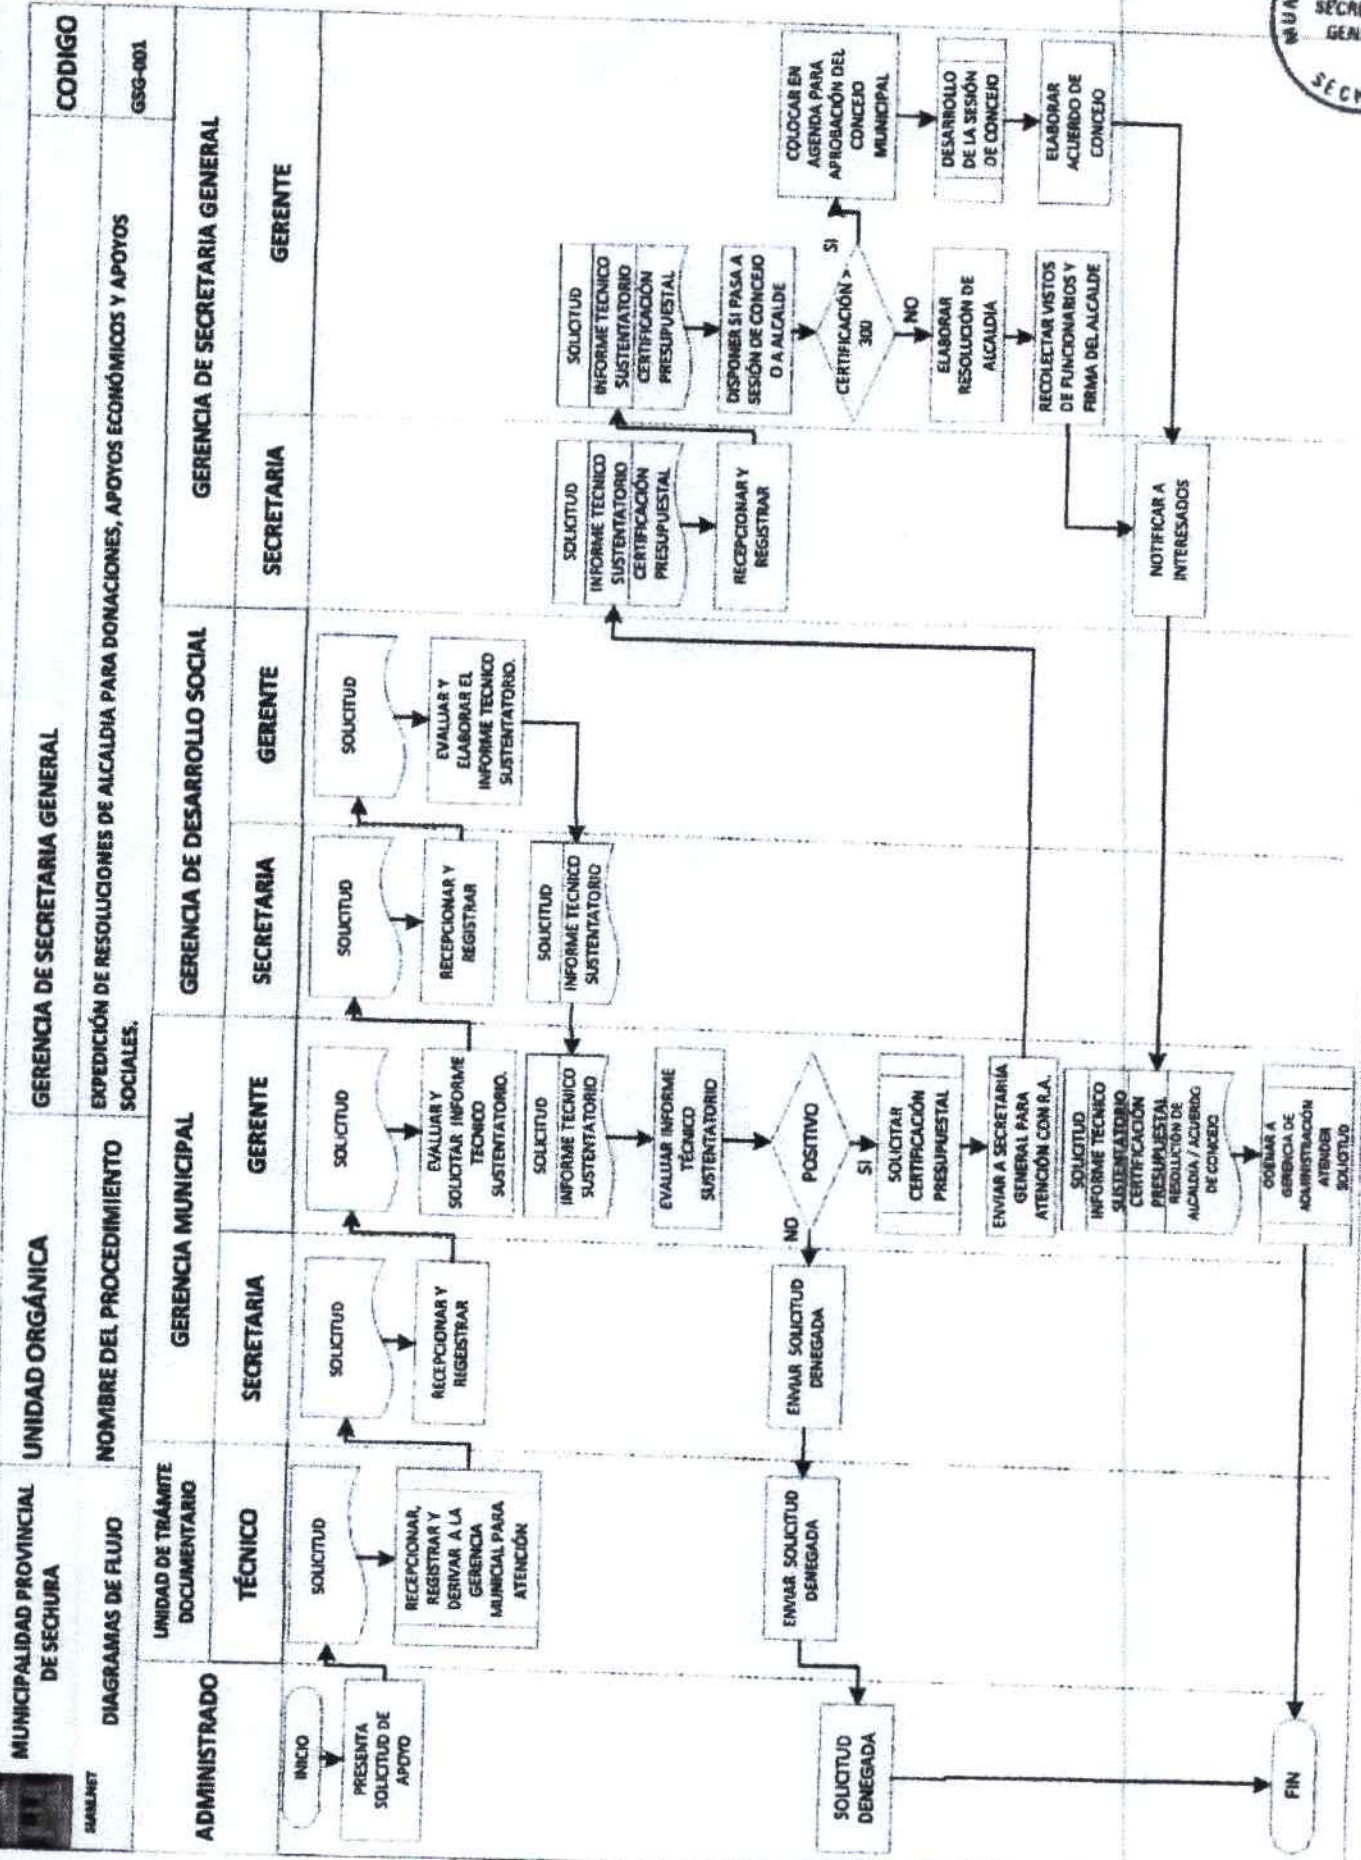 MUNICIPALIDAD PROVINCIAL
DE SECHURA
UNIDAD ORGÁNICA
GERENCIA DE SECRETARIA GENERAL
CODIGO
DIAGRAMAS DE FLUJO
NOMBRE DEL PROCEDIMIENTO
EXPEDICIÓN DE RESOLUCIONES DE ALCALDIA PARA DONACIONES, APOYOS ECONÓMICOS Y APOYOS
SOCIALES.
GSG-001
ADMINISTRADO
UNIDAD DE TRÁMITE
DOCUMENTARIO
GERENCIA MUNICIPAL
GERENCIA DE DESARROLLO SOCIAL
GERENCIA DE SECRETARIA GENERAL
TÉCNICO
SECRETARIA
GERENTE
SECRETARIA
GERENTE
SECRETARIA
GERENTE
INICIO
PRESENTA
SOLICITUD DE
APOYO
SOLICITUD
RECEPCIONAR,
REGISTRAR Y
DERIVAR A LA
GERENCIA
MUNICIPAL PARA
ATENCIÓN
SOLICITUD
RECEPCIONAR Y
REGEISTRAR
SOLICITUD
EVALUAR Y
SOLICITAR INFORME
TECNICO
SUSTENTATORIO.
SOLICITUD
RECEPCIONAR Y
REGISTRAR
SOLICITUD
EVALUAR Y
ELABORAR EL
INFORME TECNICO
SUSTENTATORIO.
SOLICITUD
INFORME TECNICO
SUSTENTATORIO
SOLICITUD
INFORME TECNICO
SUSTENTATORIO
EVALUAR INFORME
TÉCNICO
SUSTENTATORIO
POSITIVO
NO
SI
ENVIAR SOLICITUD
DENEGADA
ENVIAR SOLICITUD
DENEGADA
SOLICITUD
DENEGADA
SOLICITAR
CERTIFICACIÓN
PRESUPUESTAL
ENVIAR A SECRETARIA
GENERAL PARA
ATENCIÓN CON R.A.
SOLICITUD
INFORME TECNICO
SUSTENTATORIO
CERTIFICACIÓN
PRESUPUESTAL
RECEPCIONAR Y
REGISTRAR
SOLICITUD
INFORME TECNICO
SUSTENTATORIO
CERTIFICACIÓN
PRESUPUESTAL
DISPONER SI PASA A
SESIÓN DE CONCEJO
O A ALCALDE
CERTIFICACIÓN >
300
SI
NO
COLOCAR EN
AGENDA PARA
APROBACIÓN DEL
CONCEJO
MUNICIPAL
DESARROLLO
DE LA SESIÓN
DE CONCEJO
ELABORAR
ACUERDO DE
CONCEJO
ELABORAR
RESOLUCIÓN DE
ALCALDIA
RECOLECTAR VISTOS
DE FUNCIONARIOS Y
FIRMA DEL ALCALDE
NOTIFICAR A
INTERESADOS
SOLICITUD
INFORME TECNICO
SUSTENTATORIO
CERTIFICACIÓN
PRESUPUESTAL
RESOLUCIÓN DE
ALCALDIA / ACUERDO
DE CONCEJO
GERENCIA DE
ADMINISTRACIÓN
ATENDER
SOLICITUD
FIN